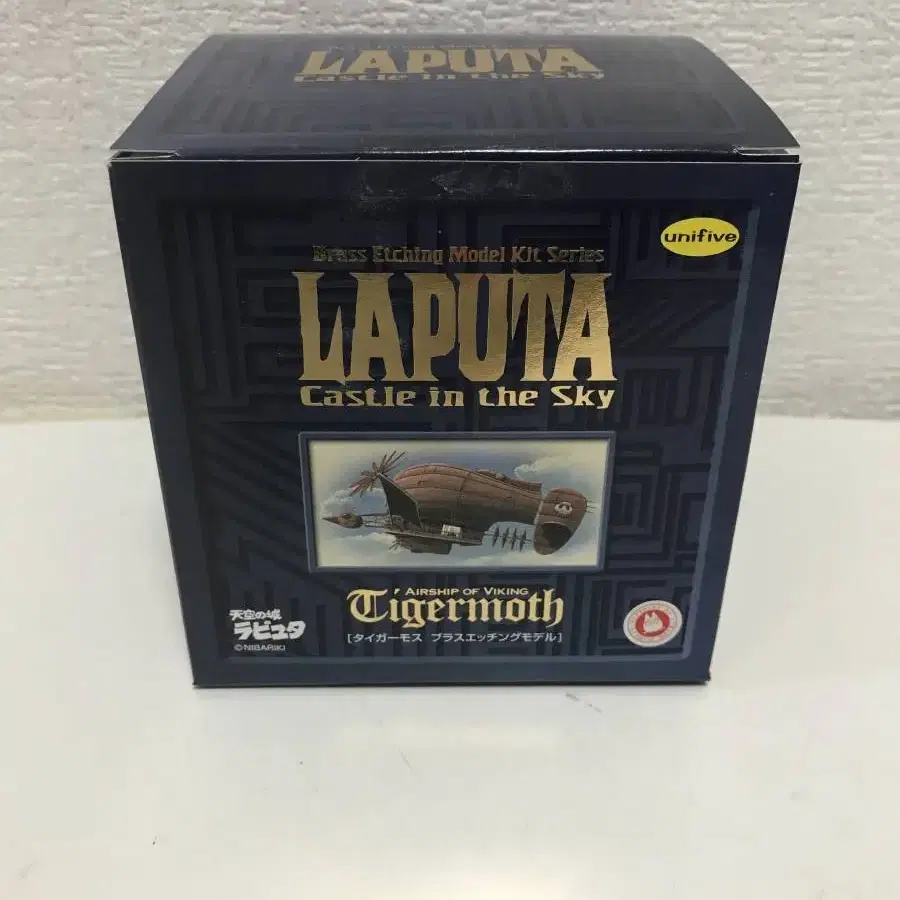 LAPUTA
Castle in the Sky
unifive
Brass Etching Model Kit Series
LAPUTA
Castle in the Sky
AIRSHIP OF VIKING
Tigermoth
[タイガーモス ブラスエッチングモデル]
天空の城
ラピュタ
©NIBARIKI